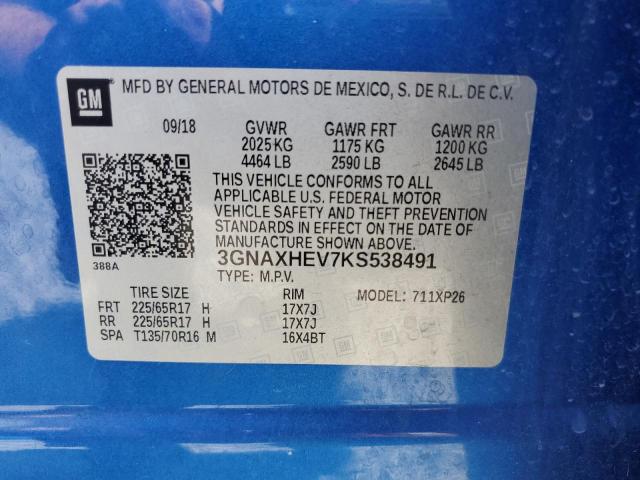 GM
MFD BY GENERAL MOTORS DE MEXICO, S. DE R.L. DE C.V.
09/18 GVWR GAWR FRT GAWR RR
2025 KG 1175 KG 1200 KG
4464 LB 2590 LB 2645 LB
THIS VEHICLE CONFORMS TO ALL
APPLICABLE U.S. FEDERAL MOTOR
VEHICLE SAFETY AND THEFT PREVENTION
STANDARDS IN EFFECT ON THE DATE OF
MANUFACTURE SHOWN ABOVE.
3GNAXHEV7KS538491
388A TYPE: M.P.V.
TIRE SIZE RIM MODEL: 711XP26
FRT 225/65R17 H 17X7J
RR 225/65R17 H 17X7J
SPA T135/70R16 M 16X4BT